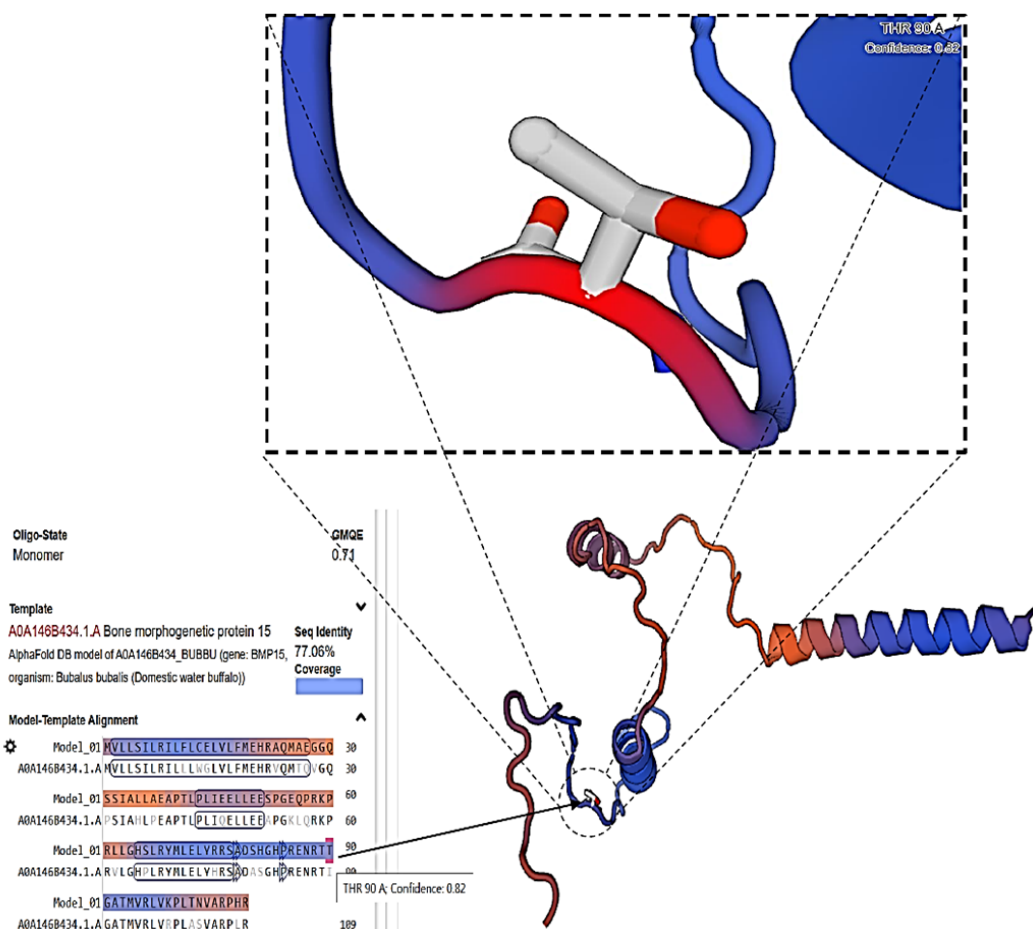 THR 90 A
Confidence: 0.82
Oligo-State
GMQE
Monomer
0.71
Template
A0A146B434.1.A Bone morphogenetic protein 15
Seq Identity
AlphaFold DB model of A0A146B434_BUBBU (gene: BMP15,
77.06%
organism: Bubalus bubalis (Domestic water buffalo))
Coverage
Model-Template Alignment
Model_01 MVLLSILRILFLCELVLFMEHRAQMAEGGQ 30
A0A146B434.1.A MVLLSILRILLLWGLVLFMEHRVQMTQVGQ 30
Model_01 SSIALLAEAPTLPLIEELLEESPGEQPRKP 60
A0A146B434.1.A PSIAHLPEAPTLPLIQELLEEAPGKLQRKP 60
Model_01 RLLGHSLRYMLELYRRSADSHGHPRENRTT 90
A0A146B434.1.A RVLGHPLRYMLELYHRSADASGHPRENRTI 90
THR 90 A; Confidence: 0.82
Model_01 GATMVRLVKPLTNVARPHR
A0A146B434.1.A GATMVRLVRPLASVARPLR 109